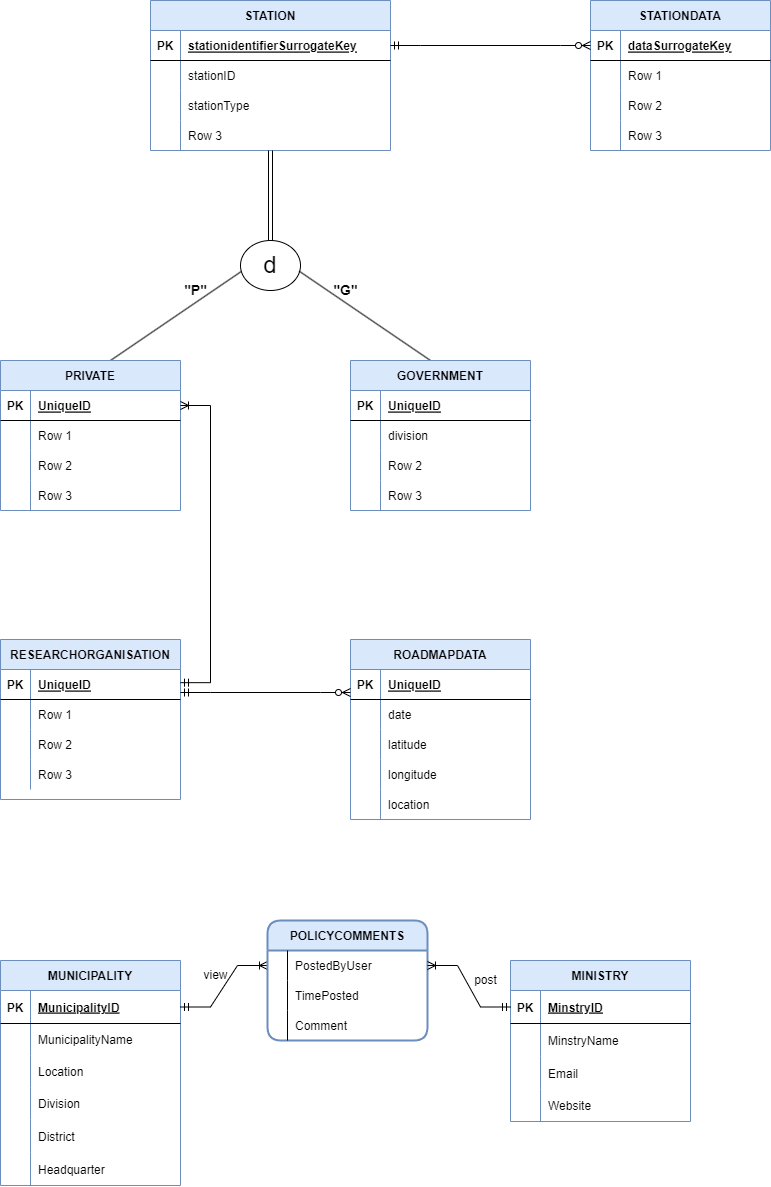 STATION
PK stationidentifierSurrogateKey
stationID
stationType
Row 3
STATIONDATA
PK dataSurrogateKey
Row 1
Row 2
Row 3
d
"P"
"G"
PRIVATE
PK UniqueID
Row 1
Row 2
Row 3
GOVERNMENT
PK UniqueID
division
Row 2
Row 3
RESEARCHORGANISATION
PK UniqueID
Row 1
Row 2
Row 3
ROADMAPDATA
PK UniqueID
date
latitude
longitude
location
MUNICIPALITY
PK MunicipalityID
MunicipalityName
Location
Division
District
Headquarter
view
POLICYCOMMENTS
PostedByUser
TimePosted
Comment
post
MINISTRY
PK MinstryID
MinstryName
Email
Website